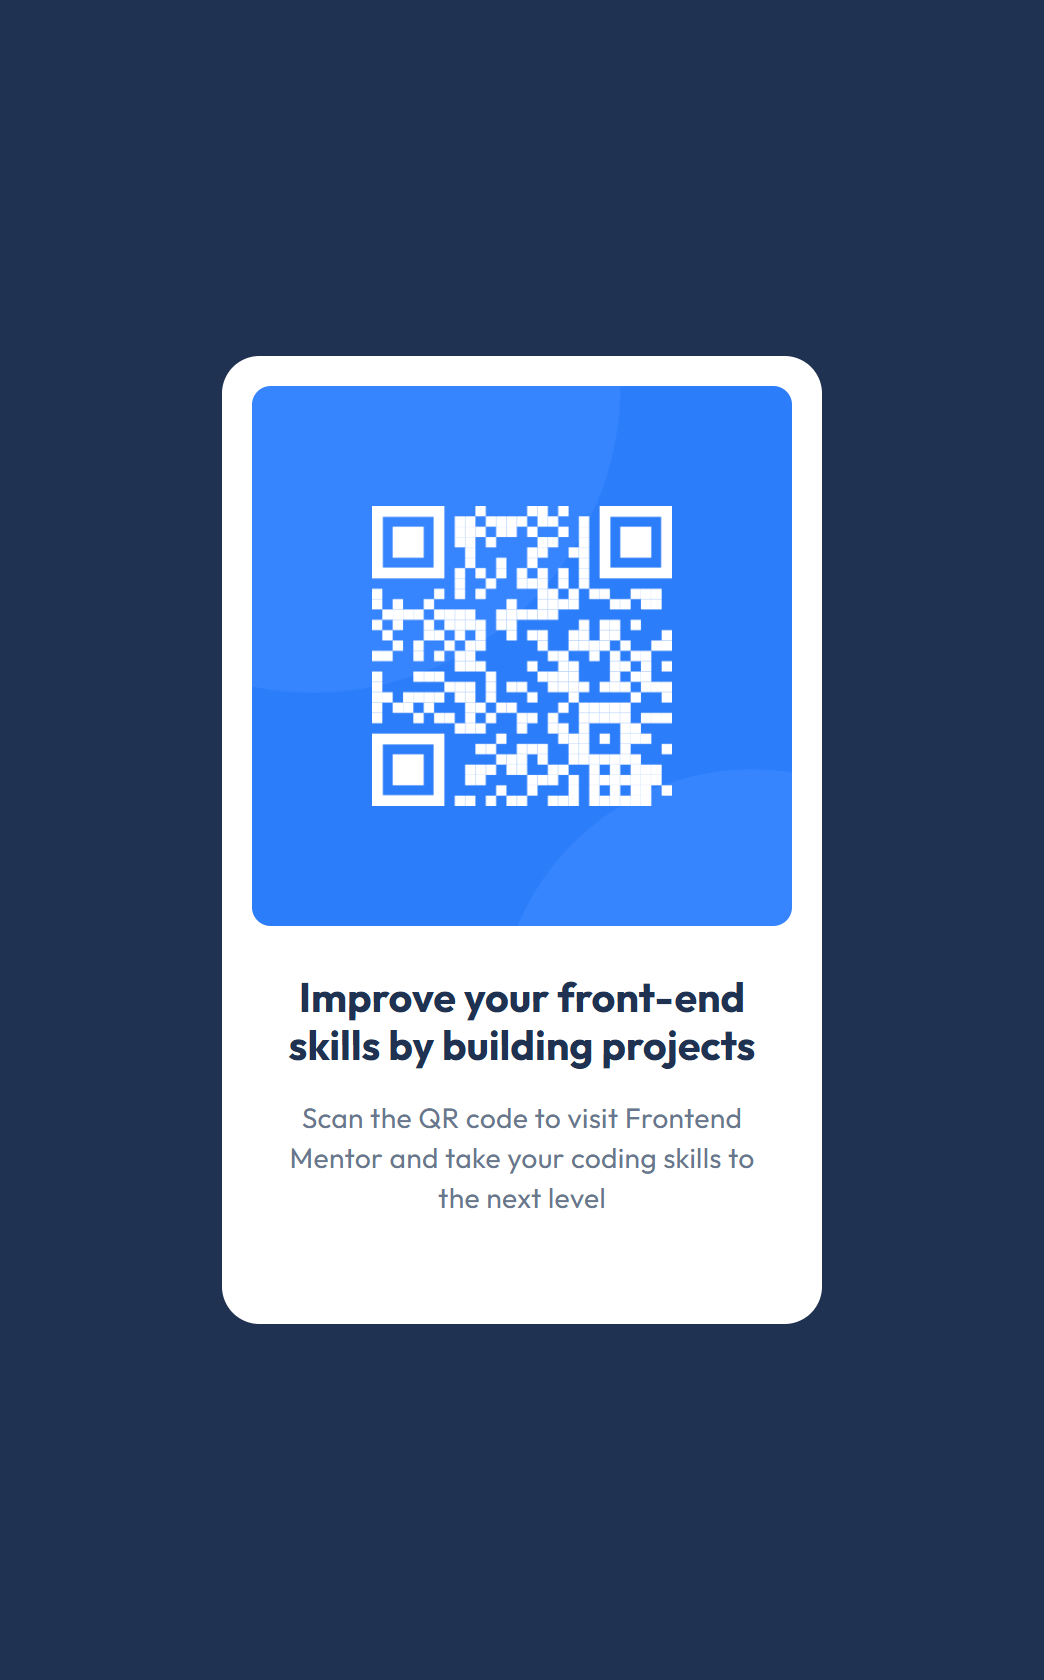 Improve your front-end
skills by building projects
Scan the QR code to visit Frontend
Mentor and take your coding skills to
the next level